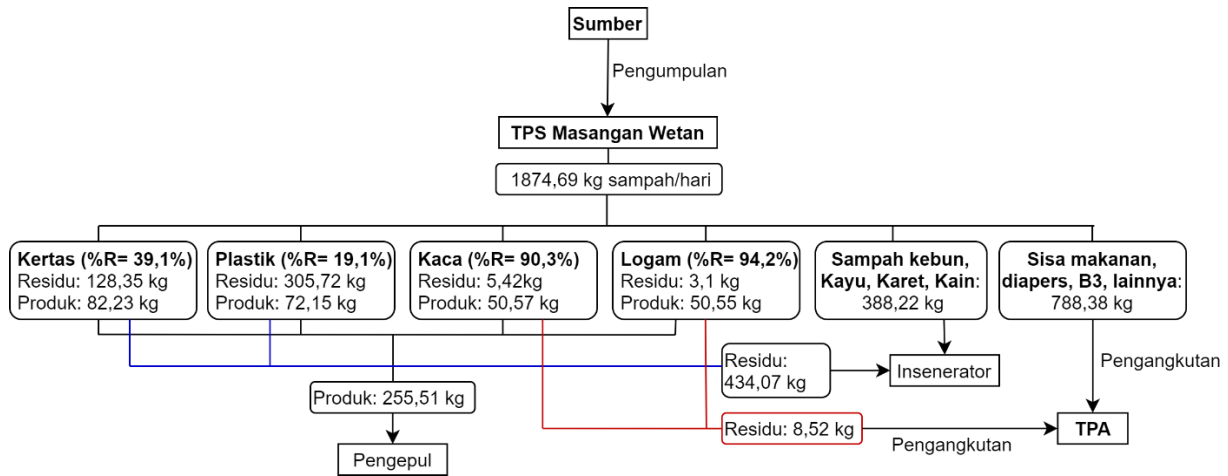 Sumber
Pengumpulan
TPS Masangan Wetan
1874,69 kg sampah/hari
Kertas (%R= 39,1%)
Residu: 128,35 kg
Produk: 82,23 kg
Plastik (%R= 19,1%)
Residu: 305,72 kg
Produk: 72,15 kg
Kaca (%R= 90,3%)
Residu: 5,42kg
Produk: 50,57 kg
Logam (%R= 94,2%)
Residu: 3,1 kg
Produk: 50,55 kg
Sampah kebun,
Kayu, Karet, Kain:
388,22 kg
Sisa makanan,
diapers, B3, lainnya:
788,38 kg
Residu:
434,07 kg
Insenerator
Pengangkutan
Produk: 255,51 kg
Residu: 8,52 kg
Pengangkutan
TPA
Pengepul